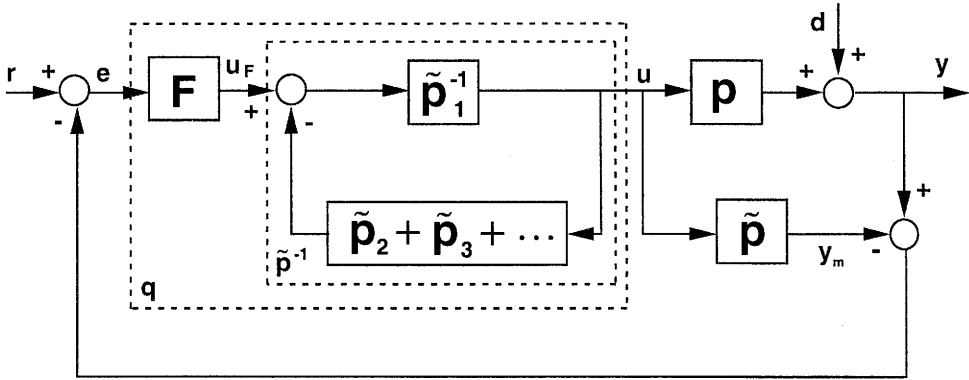 d
r + e F u_F + - p̃₁⁻¹ u p + + y
-
p̃₂ + p̃₃ + ⋯ p̃ +
p̃⁻¹ y_m -
q